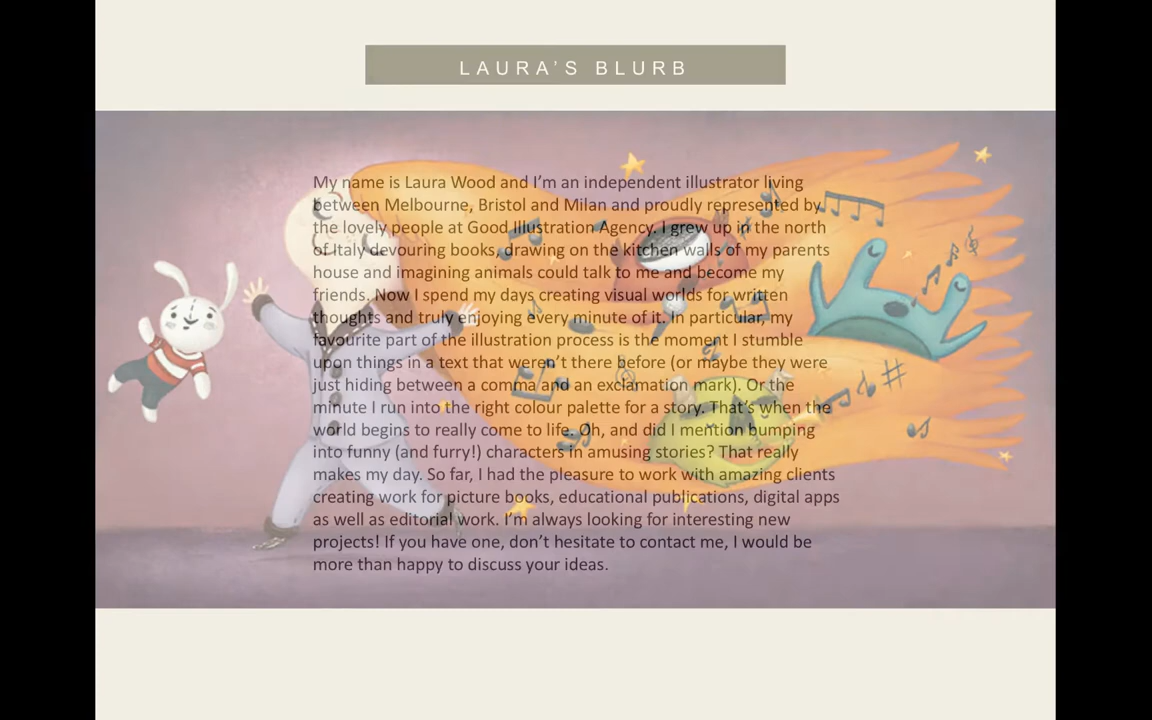 LAURA'S BLURB
My name is Laura Wood and I'm an independent illustrator living
between Melbourne, Bristol and Milan and proudly represented by
the lovely people at Good Illustration Agency. I grew up in the north
of Italy devouring books, drawing on the kitchen walls of my parents
house and imagining animals could talk to me and become my
friends. Now I spend my days creating visual worlds for written
thoughts and truly enjoying every minute of it. In particular, my
favourite part of the illustration process is the moment I stumble
upon things in a text that weren't there before (or maybe they were
just hiding between a comma and an exclamation mark). Or the
minute I run into the right colour palette for a story. That's when the
world begins to really come to life. Oh, and did I mention bumping
into funny (and furry!) characters in amusing stories? That really
makes my day. So far, I had the pleasure to work with amazing clients
creating work for picture books, educational publications, digital apps
as well as editorial work. I'm always looking for interesting new
projects! If you have one, don't hesitate to contact me, I would be
more than happy to discuss your ideas.